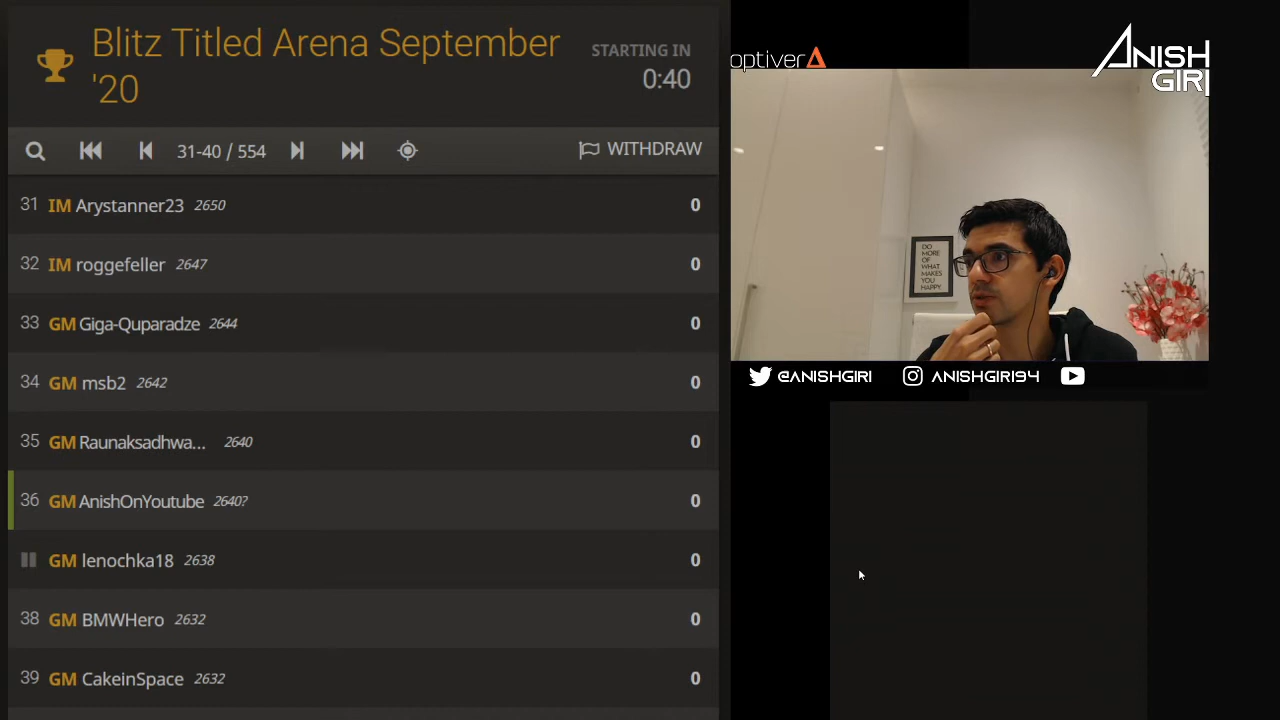 Blitz Titled Arena September
'20
STARTING IN
0:40
31-40 / 554
WITHDRAW
31 IM Arystanner23 2650 0
32 IM roggefeller 2647 0
33 GM Giga-Quparadze 2644 0
34 GM msb2 2642 0
35 GM Raunaksadhwa... 2640 0
36 GM AnishOnYoutube 2640? 0
GM lenochka18 2638 0
38 GM BMWHero 2632 0
39 GM CakeinSpace 2632 0
optiver
ANISH
GIRI
DO
MORE
OF
WHAT
MAKES
YOU
HAPPY.
@ANISHGIRI ANISHGIRI94